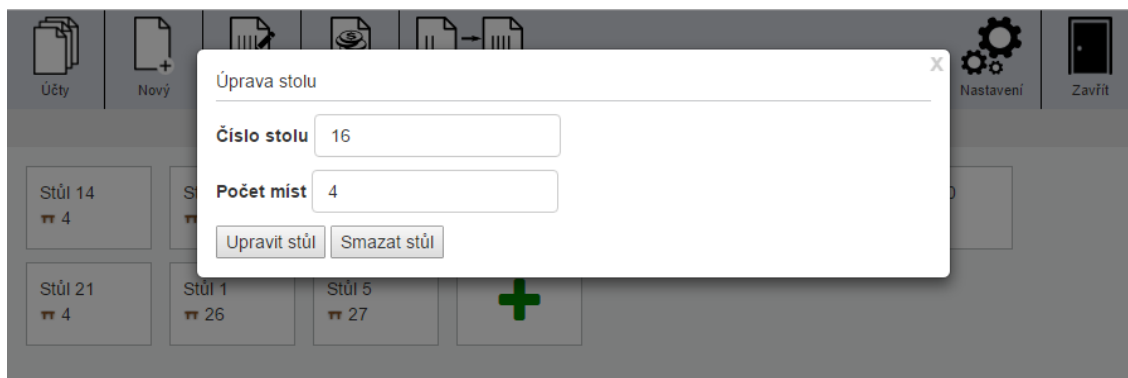 Účty
Nový
Nastavení
Zavřít
Úprava stolu
X
Číslo stolu 16
Počet míst 4
Upravit stůl Smazat stůl
Stůl 14
4
Stůl 21
4
Stůl 1
26
Stůl 5
27